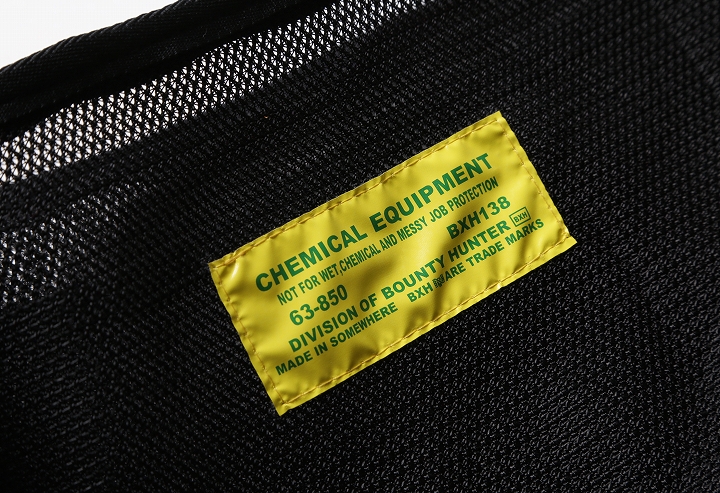 CHEMICAL EQUIPMENT
NOT FOR WET,CHEMICAL AND MESSY JOB PROTECTION
63-850 BXH138
DIVISION OF BOUNTY HUNTER BXH
MADE IN SOMEWHERE BXH ARE TRADE MARKS